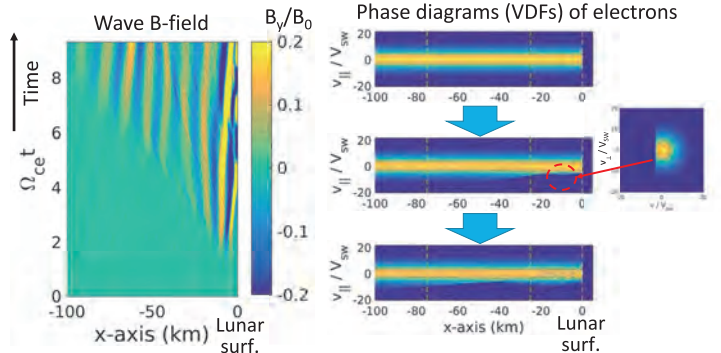 Wave B-field
B_y/B_0
Phase diagrams (VDFs) of electrons
Time
Ω_ce t
8
6
4
2
0
-100
-50
0
x-axis (km)
Lunar
surf.
0.2
0.1
0
-0.1
-0.2
v_|| / V_sw
20
0
-20
-100
-80
-60
-40
-20
0
v_|| / V_sw
20
0
-20
-100
-80
-60
-40
-20
0
v_|| / V_sw
20
0
-20
-100
-80
-60
-40
-20
0
x-axis (km)
Lunar
surf.
v_⊥ / V_sw
0